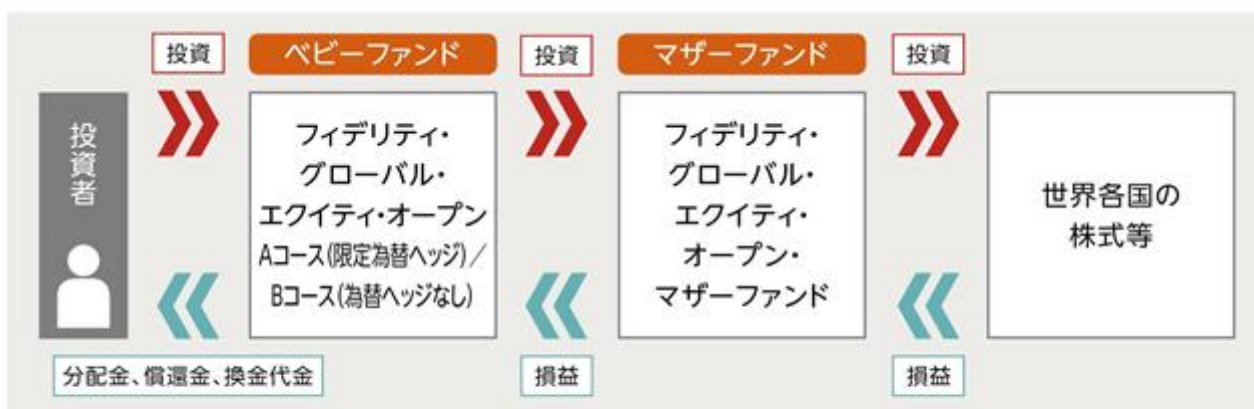 投資
ベビーファンド
投資
マザーファンド
投資
投資者
フィデリティ・
グローバル・
エクイティ・オープン
Aコース(限定為替ヘッジ)/
Bコース(為替ヘッジなし)
フィデリティ・
グローバル・
エクイティ・
オープン・
マザーファンド
世界各国の
株式等
分配金、償還金、換金代金
損益
損益